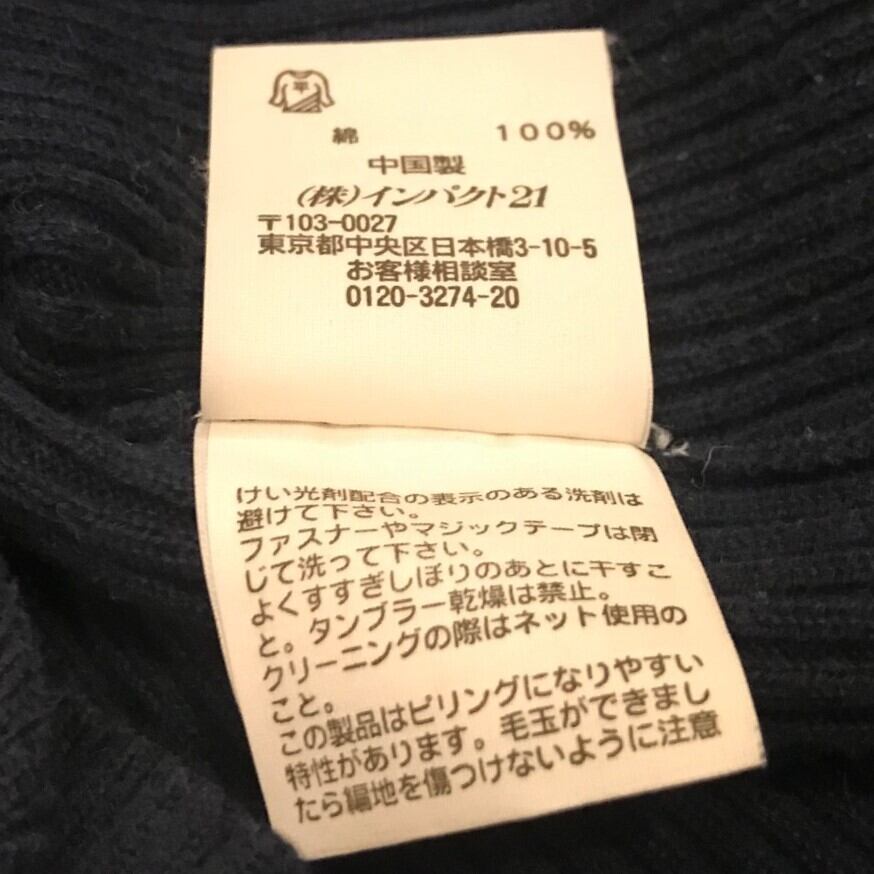 平
綿 100%
中国製
(株)インパクト21
〒103-0027
東京都中央区日本橋3-10-5
お客様相談室
0120-3274-20
けい光剤配合の表示のある洗剤は
避けて下さい。
ファスナーやマジックテープは閉
じて洗って下さい。
よくすすぎしぼりのあとに干すこ
と。タンブラー乾燥は禁止。
クリーニングの際はネット使用の
こと。
この製品はピリングになりやすい
特性があります。毛玉ができまし
たら編地を傷つけないように注意